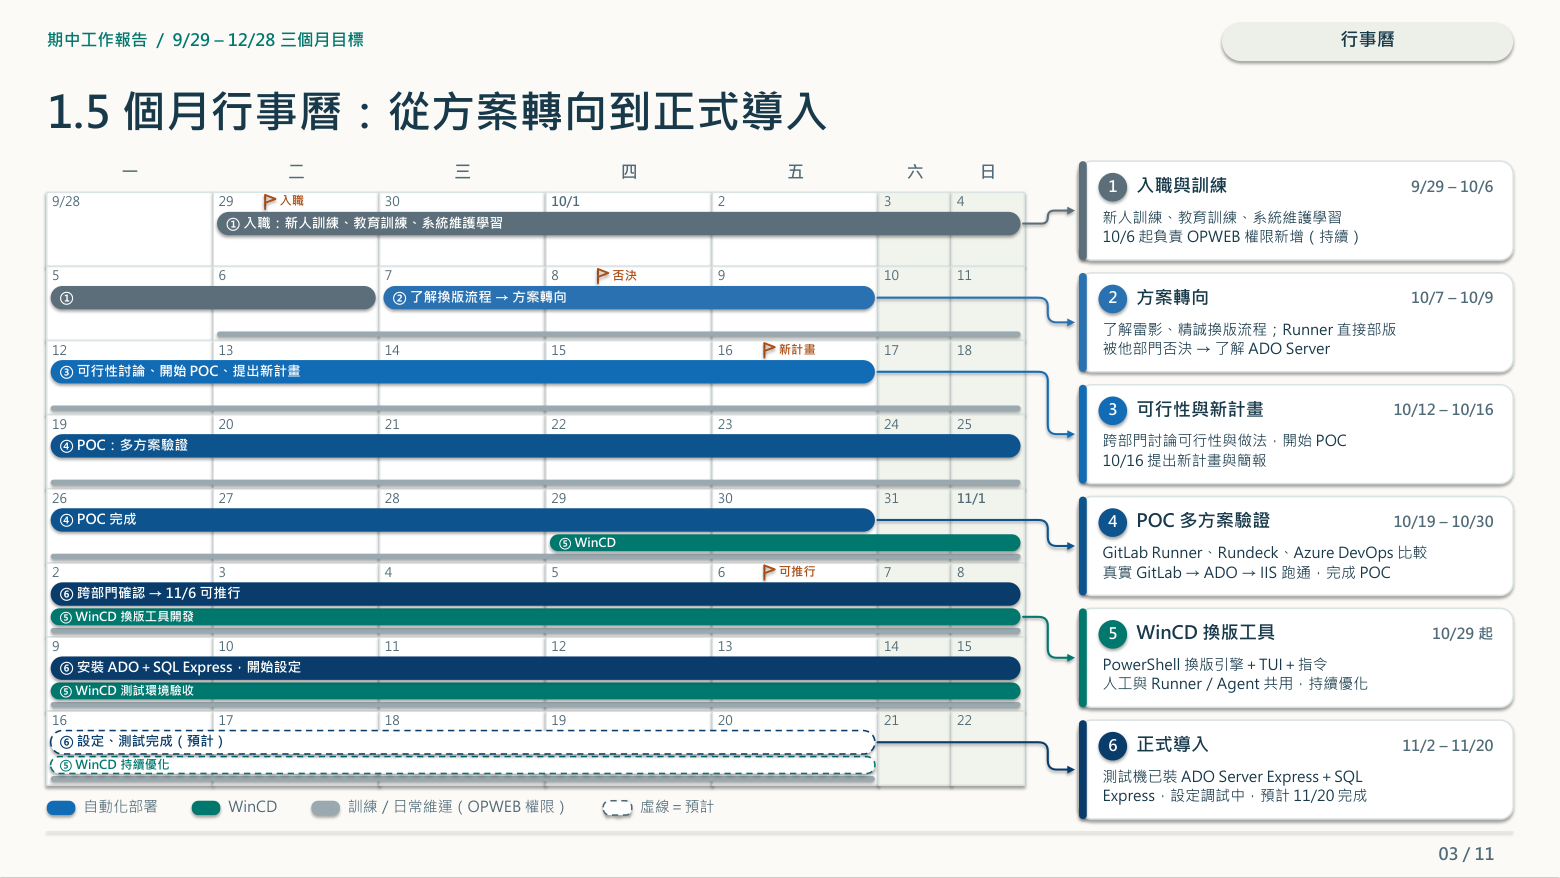 期中工作報告 / 9/29 – 12/28 三個月目標
行事曆
1.5 個月行事曆：從方案轉向到正式導入
一 二 三 四 五 六 日
9/28 29 入職 30 10/1 2 3 4
① 入職：新人訓練、教育訓練、系統維護學習
5 6 7 8 否決 9 10 11
①
② 了解換版流程 → 方案轉向
12 13 14 15 16 新計畫 17 18
③ 可行性討論、開始 POC、提出新計畫
19 20 21 22 23 24 25
④ POC：多方案驗證
26 27 28 29 30 31 11/1
④ POC 完成
⑤ WinCD
2 3 4 5 6 可推行 7 8
⑥ 跨部門確認 → 11/6 可推行
⑤ WinCD 換版工具開發
9 10 11 12 13 14 15
⑥ 安裝 ADO + SQL Express · 開始設定
⑤ WinCD 測試環境驗收
16 17 18 19 20 21 22
⑥ 設定、測試完成（預計）
⑤ WinCD 持續優化
自動化部署
WinCD
訓練 / 日常維運（OPWEB 權限）
虛線 = 預計
1 入職與訓練 9/29 – 10/6
新人訓練、教育訓練、系統維護學習
10/6 起負責 OPWEB 權限新增（持續）
2 方案轉向 10/7 – 10/9
了解雷影、精誠換版流程；Runner 直接部版
被他部門否決 → 了解 ADO Server
3 可行性與新計畫 10/12 – 10/16
跨部門討論可行性與做法 · 開始 POC
10/16 提出新計畫與簡報
4 POC 多方案驗證 10/19 – 10/30
GitLab Runner、Rundeck、Azure DevOps 比較
真實 GitLab → ADO → IIS 跑通 · 完成 POC
5 WinCD 換版工具 10/29 起
PowerShell 換版引擎 + TUI + 指令
人工與 Runner / Agent 共用 · 持續優化
6 正式導入 11/2 – 11/20
測試機已裝 ADO Server Express + SQL
Express · 設定調試中 · 預計 11/20 完成
03 / 11